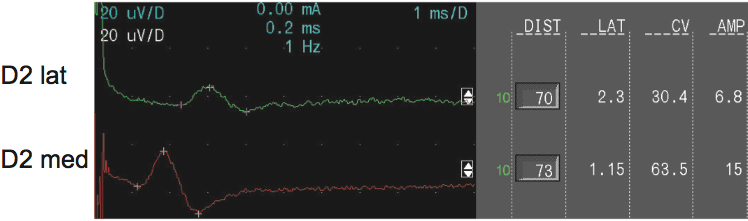 20 uV/D 0.00 mA 1 ms/D
20 uV/D 0.2 ms
1 Hz
DIST LAT CV AMP
D2 lat 10 70 2.3 30.4 6.8
D2 med 10 73 1.15 63.5 15